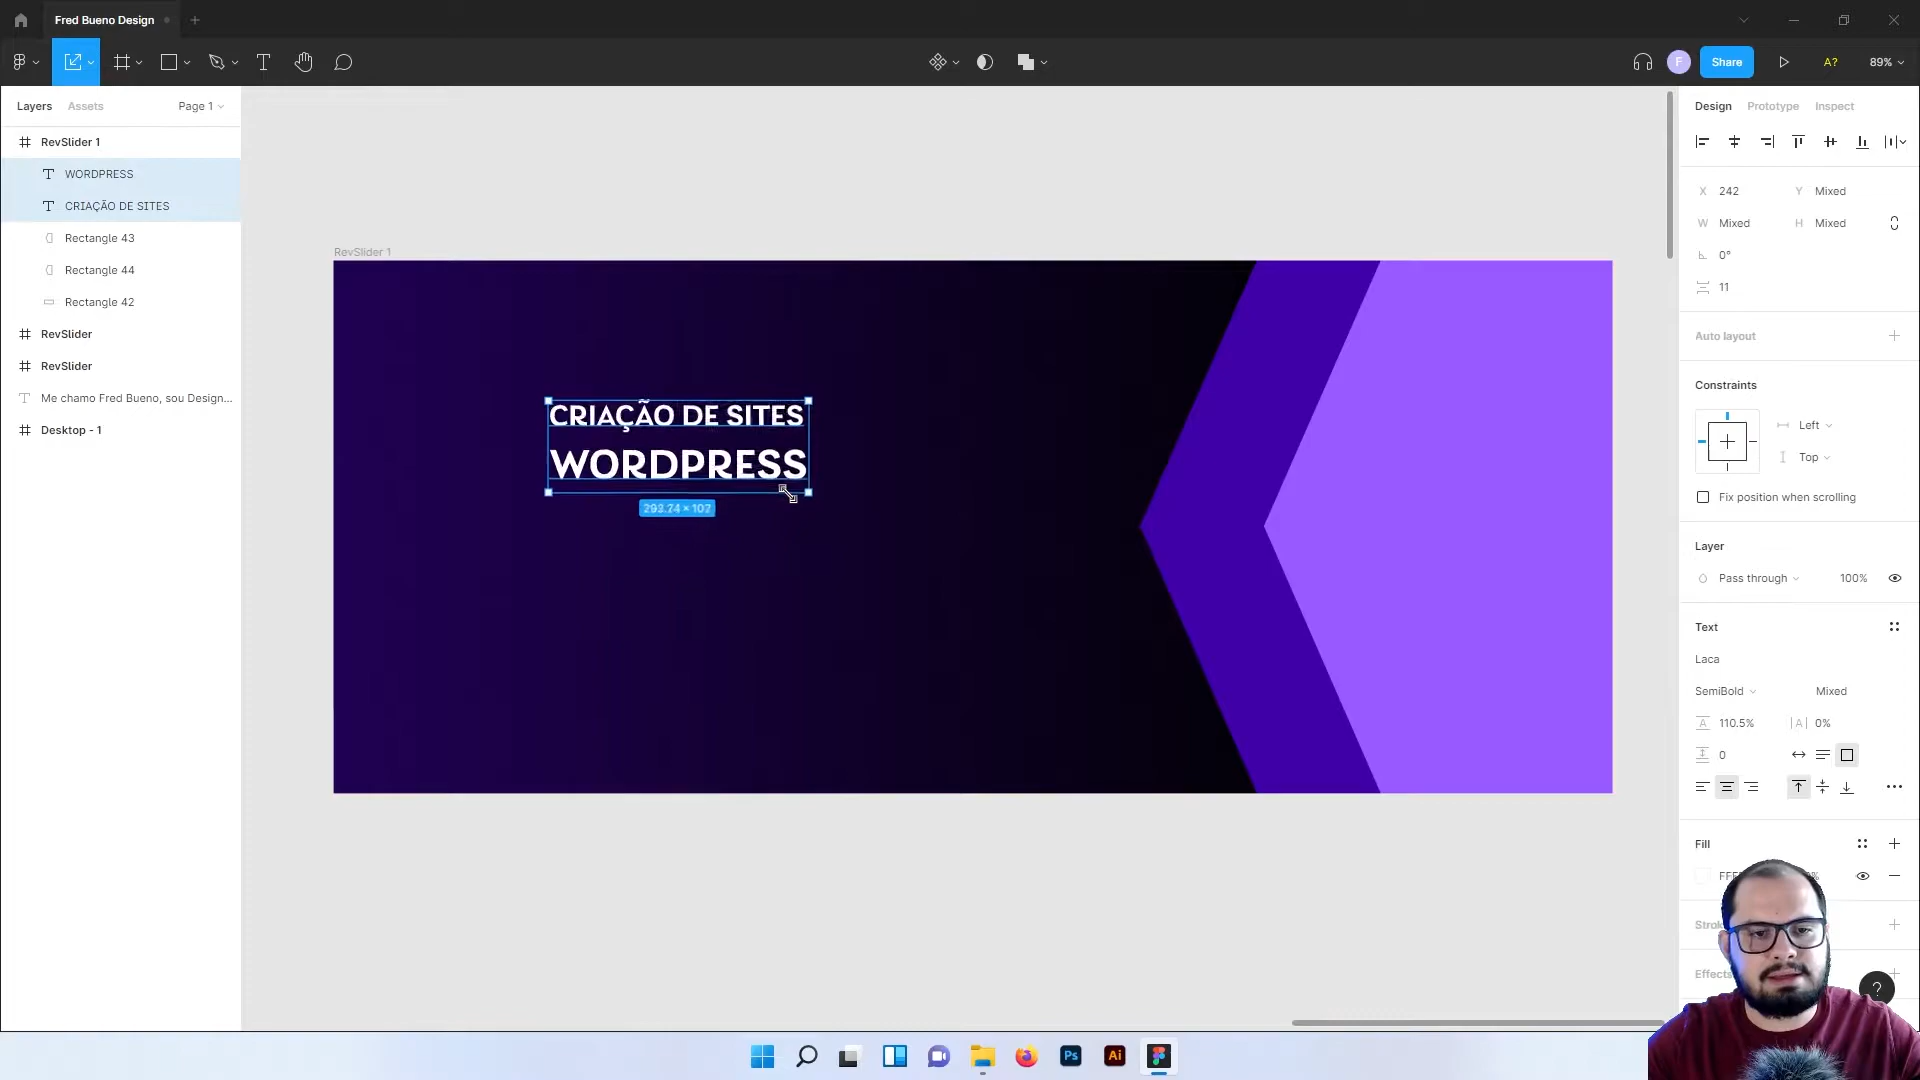 Fred Bueno Design
Share
A?
89%
F
Layers
Assets
Page 1
RevSlider 1
WORDPRESS
CRIAÇÃO DE SITES
Rectangle 43
Rectangle 44
Rectangle 42
RevSlider
RevSlider
Me chamo Fred Bueno, sou Design...
Desktop - 1
RevSlider 1
CRIAÇÃO DE SITES
WORDPRESS
293.74 × 107
Design
Prototype
Inspect
X 242
Y Mixed
W Mixed
H Mixed
0°
11
Auto layout
Constraints
Left
Top
Fix position when scrolling
Layer
Pass through
100%
Text
Laca
SemiBold
Mixed
110.5%
0%
0
Fill
Effects
?
Ps
Ai